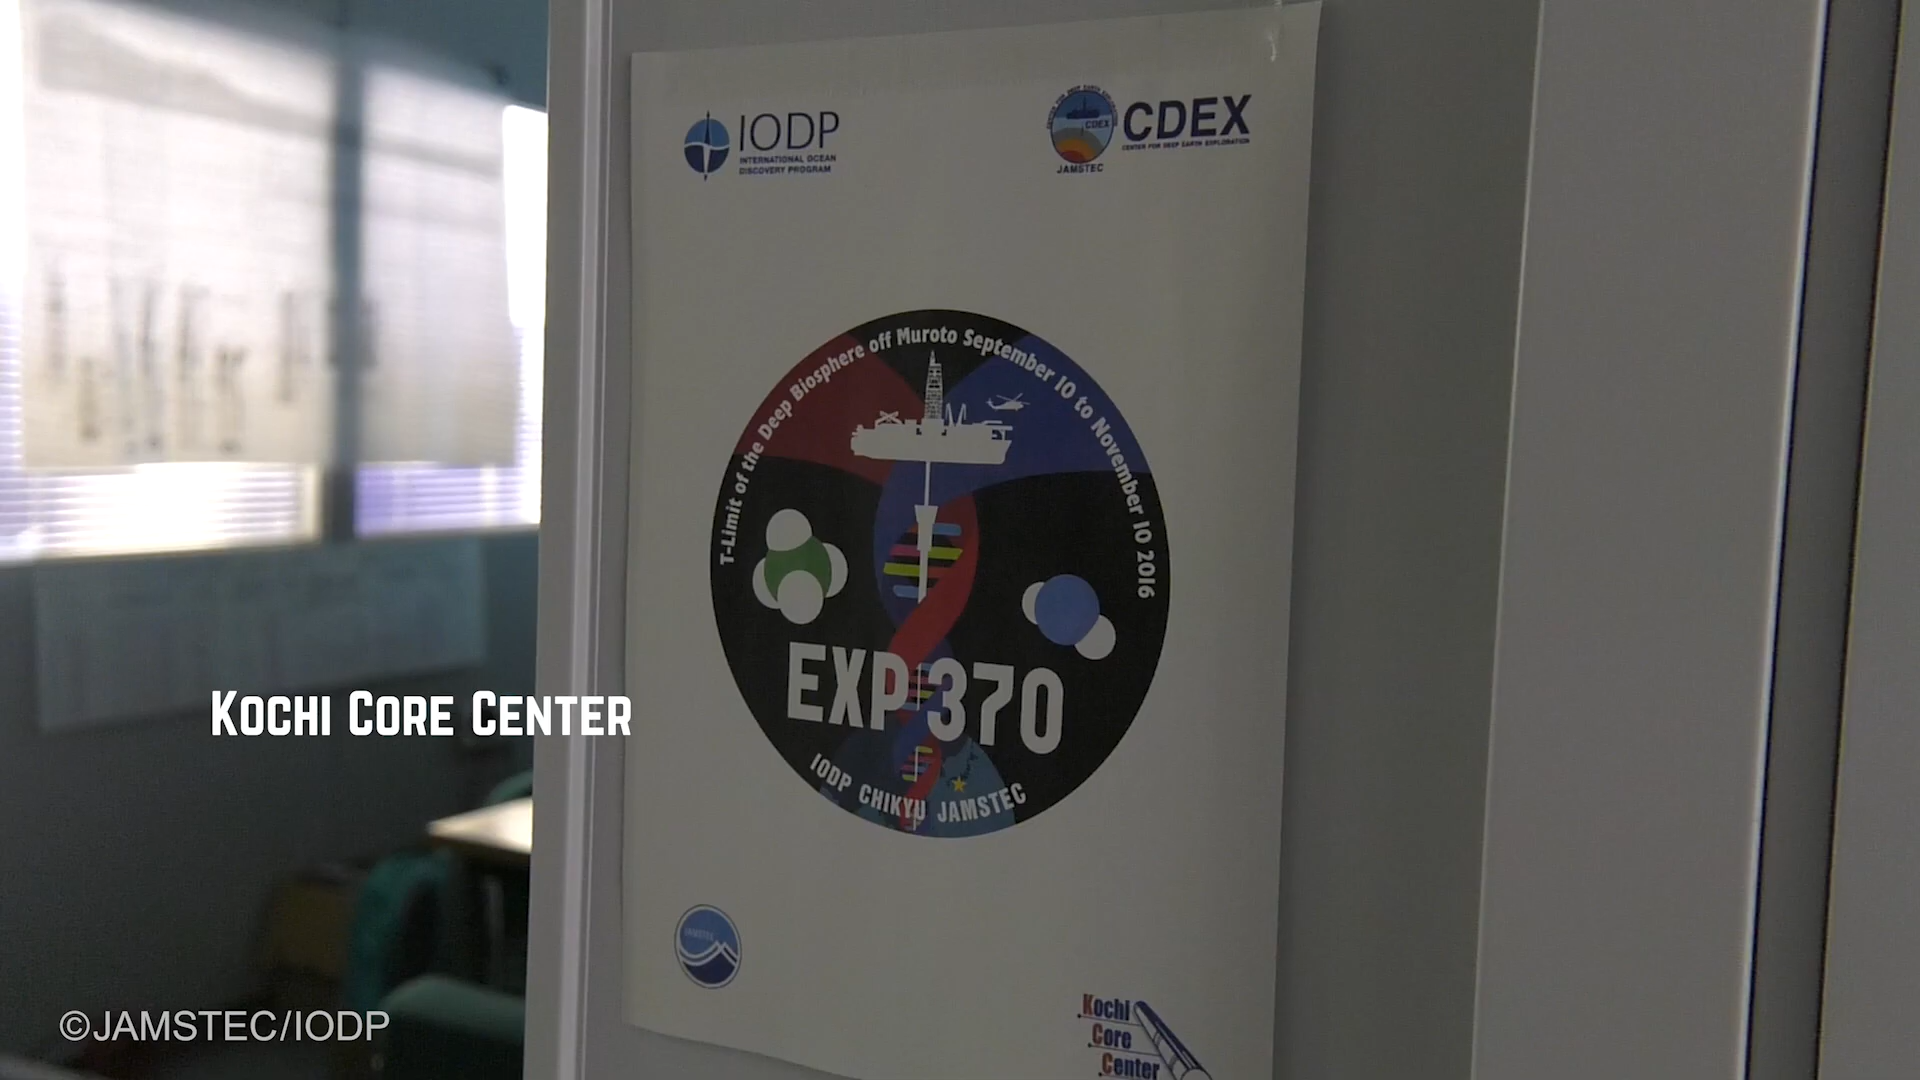 IODP
INTERNATIONAL OCEAN
DISCOVERY PROGRAM
CDEX
CENTER FOR DEEP EARTH EXPLORATION
CDEX
JAMSTEC
T-Limit of the Deep Biosphere off Muroto September 10 to November 10 2016
EXP 370
IODP CHIKYU JAMSTEC
Kochi Core Center
JAMSTEC
Kochi
Core
Center
©JAMSTEC/IODP